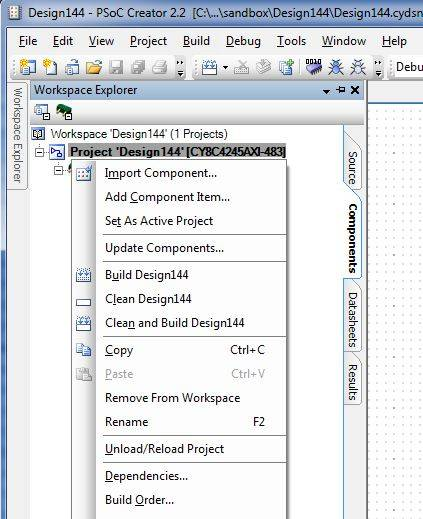 Design144 - PSoC Creator 2.2 [C:\...\sandbox\Design144\Design144.cydsn
File Edit View Project Build Debug Tools Window Help
Debu
Workspace Explorer
Workspace Explorer
Workspace 'Design144' (1 Projects)
Project 'Design144' [CY8C4245AXI-483]
Import Component...
Add Component Item...
Set As Active Project
Update Components...
Build Design144
Clean Design144
Clean and Build Design144
Copy Ctrl+C
Paste Ctrl+V
Remove From Workspace
Rename F2
Unload/Reload Project
Dependencies...
Build Order...
Source
Components
Datasheets
Results